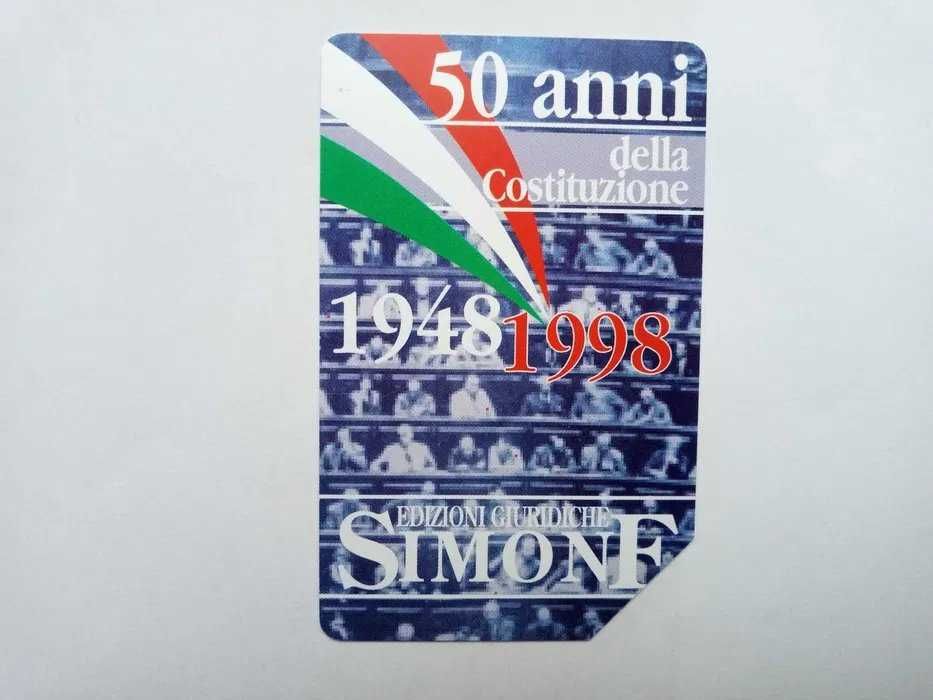 50 anni
della
Costituzione
1948 1998
EDIZIONI GIURIDICHE
SIMONE